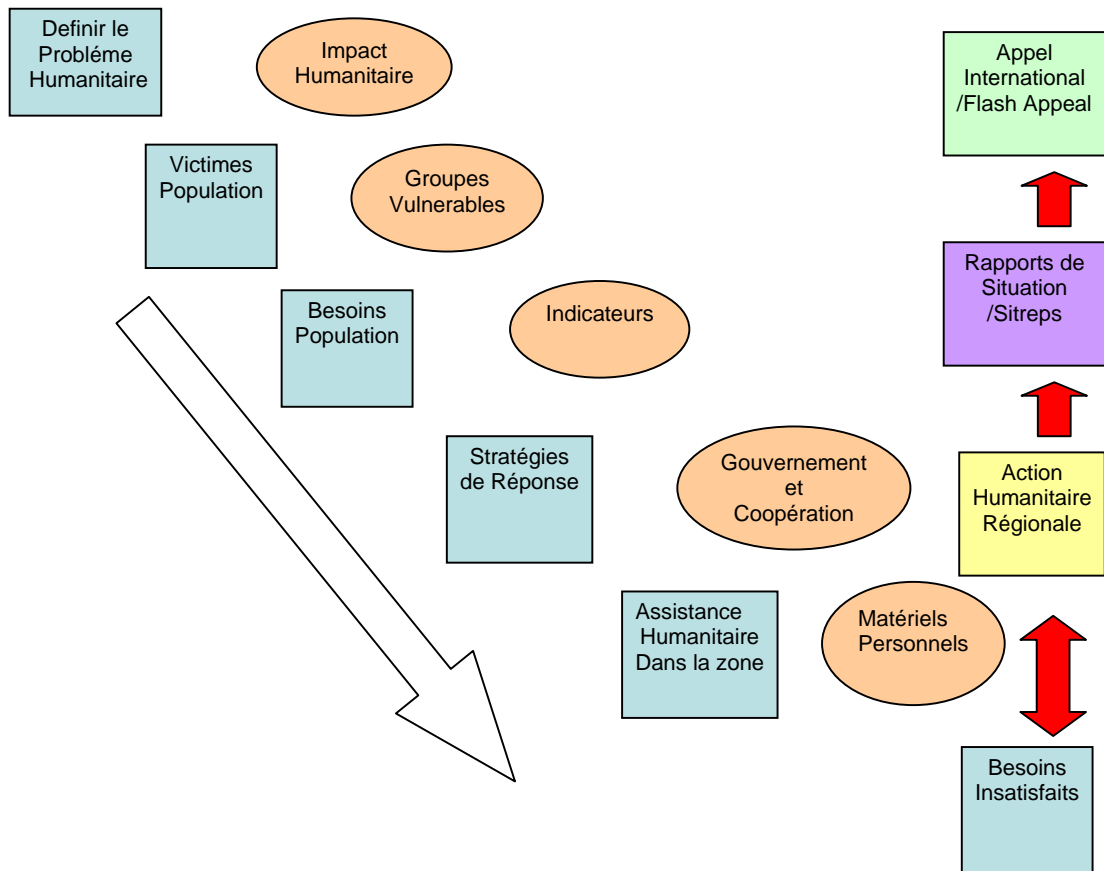 Definir le
Probléme
Humanitaire
Impact
Humanitaire
Appel
International
/Flash Appeal
Victimes
Population
Groupes
Vulnerables
Rapports de
Situation
/Sitreps
Besoins
Population
Indicateurs
Stratégies
de Réponse
Gouvernement
et
Coopération
Action
Humanitaire
Régionale
Assistance
Humanitaire
Dans la zone
Matériels
Personnels
Besoins
Insatisfaits